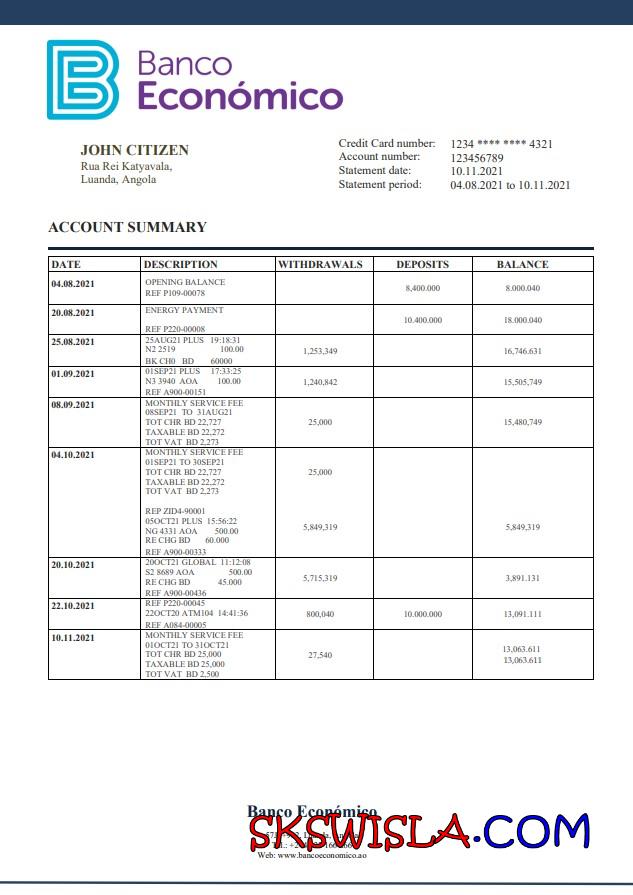 Banco
Económico
JOHN CITIZEN
Rua Rei Katyavala,
Luanda, Angola
Credit Card number: 1234 **** **** 4321
Account number: 123456789
Statement date: 10.11.2021
Statement period: 04.08.2021 to 10.11.2021
ACCOUNT SUMMARY
DATE DESCRIPTION WITHDRAWALS DEPOSITS BALANCE
04.08.2021 OPENING BALANCE
REF P109-00078 8,400.000 8.000.040
20.08.2021 ENERGY PAYMENT
10.400.000 18.000.040
REF P220-00008
25.08.2021 25AUG21 PLUS 19:18:31
N2 2519 100.00 1,253,349 16,746.631
BK CH0 BD 60000
01.09.2021 01SEP21 PLUS 17:33:25
N3 3940 AOA 100.00 1,240,842 15,505,749
REF A900-00151
08.09.2021 MONTHLY SERVICE FEE
08SEP21 TO 31AUG21
TOT CHR BD 22,727 25,000 15,480,749
TAXABLE BD 22,272
TOT VAT BD 2,273
04.10.2021 MONTHLY SERVICE FEE
01SEP21 TO 30SEP21
TOT CHR BD 22,727 25,000
TAXABLE BD 22,272
TOT VAT BD 2,273
REP ZID4-90001
05OCT21 PLUS 15:56:22
NG 4331 AOA 500.00 5,849,319 5,849,319
RE CHG BD 60.000
REF A900-00333
20.10.2021 20OCT21 GLOBAL 11:12:08
S2 8689 AOA 500.00
RE CHG BD 45.000 5,715,319 3,891.131
REF A900-00436
22.10.2021 REF P220-00045
22OCT20 ATM104 14:41:36 800,040 10.000.000 13,091.111
REF A084-00005
10.11.2021 MONTHLY SERVICE FEE
01OCT21 TO 31OCT21 13,063.611
TOT CHR BD 25,000 27,540 13,063.611
TAXABLE BD 25,000
TOT VAT BD 2,500
Banco Económico
SKSWISLA.COM
Web: www.bancoeconomico.ao